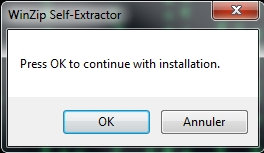 WinZip Self-Extractor
Press OK to continue with installation.
OK
Annuler